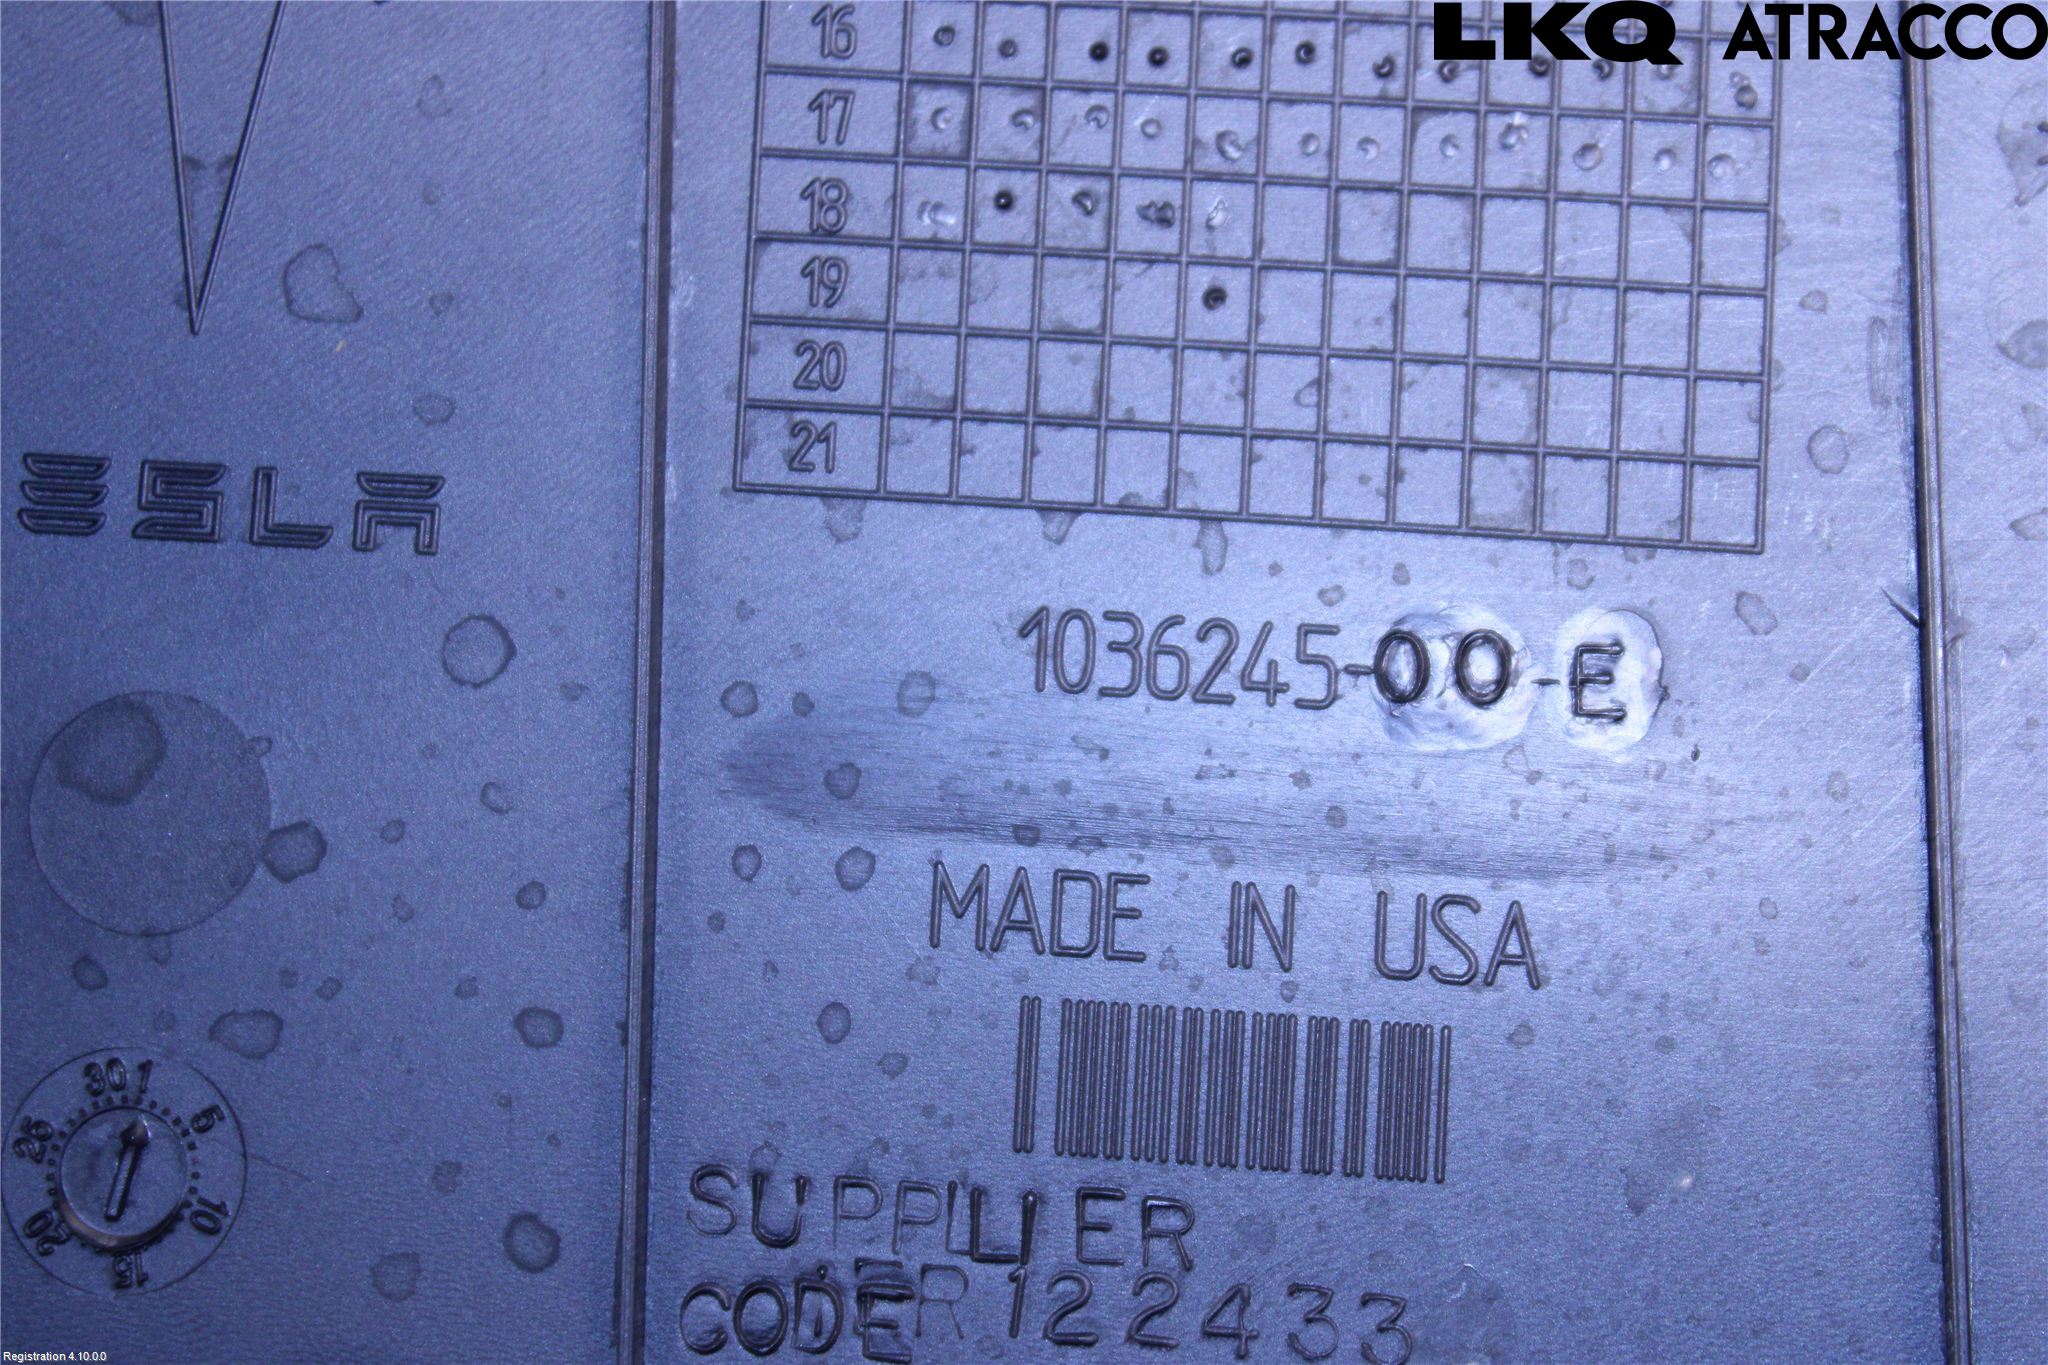 LKQ ATRACCO
16
17
18
19
20
21
ESLA
1036245-00-E
MADE IN USA
30 1 5 10 15 20 25
SUPPLIER
CODE 122433
Registration 4.10.0.0